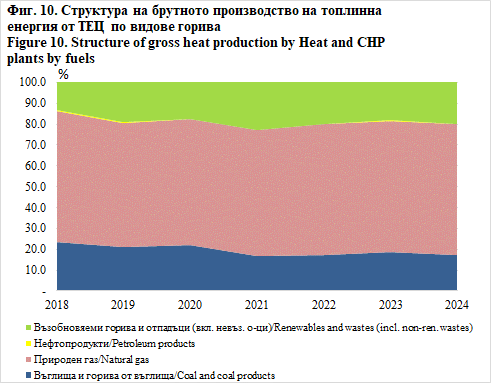 Фиг. 10. Структура на брутното производство на топлинна
енергия от ТЕЦ по видове горива
Figure 10. Structure of gross heat production by Heat and CHP
plants by fuels
%
100.0
90.0
80.0
70.0
60.0
50.0
40.0
30.0
20.0
10.0
-
2018 2019 2020 2021 2022 2023 2024
Възобновяеми горива и отпадъци (вкл. невъз. о-ци)/Renewables and wastes (incl. non-ren. wastes)
Нефтопродукти/Petroleum products
Природен газ/Natural gas
Въглища и горива от въглища/Coal and coal products